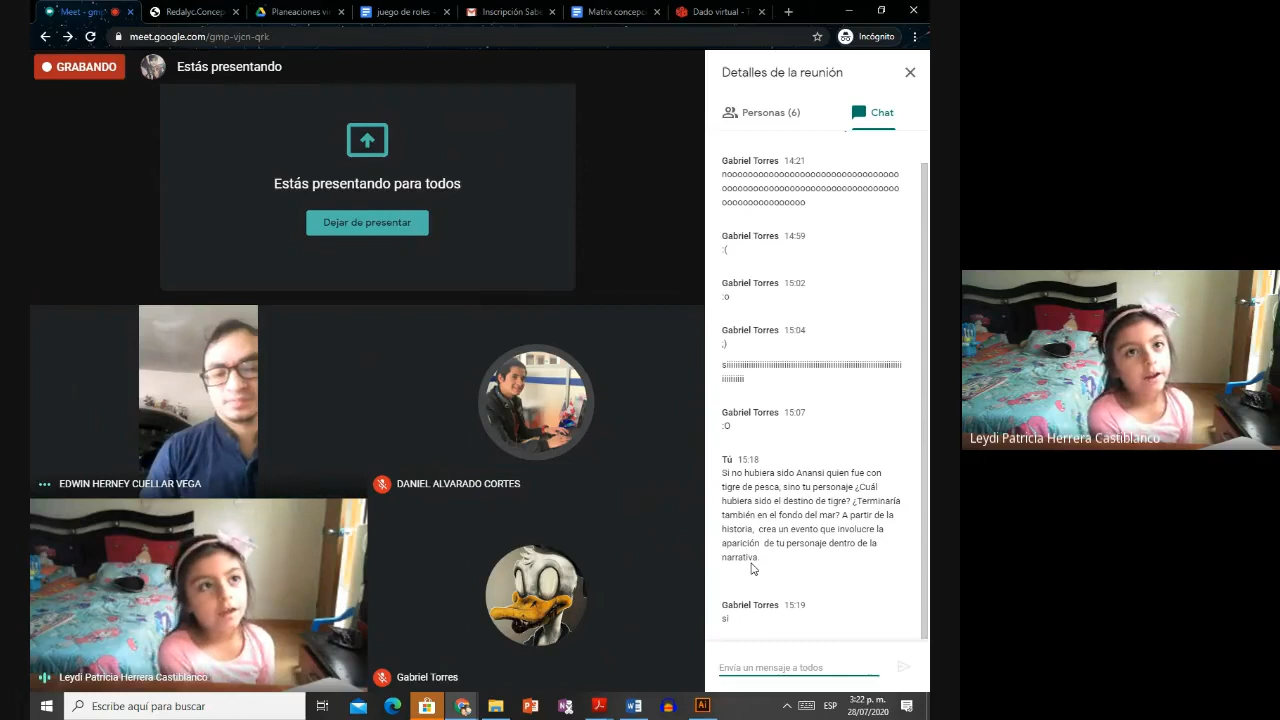 Meet - gmp
Redalyc.Concep
Planeaciones vi
juego de roles -
Inscripción Sabe
Matrix concepc
Dado virtual - T
meet.google.com/gmp-vjcn-qrk
Incógnito
GRABANDO
Estás presentando
Estás presentando para todos
Dejar de presentar
Detalles de la reunión
Personas (6)
Chat
Gabriel Torres 14:21
Gabriel Torres 14:59
:(
Gabriel Torres 15:02
:o
Gabriel Torres 15:04
;)
Gabriel Torres 15:07
:O
Tú 15:18
Si no hubiera sido Anansi quien fue con
tigre de pesca, sino tu personaje ¿Cuál
hubiera sido el destino de tigre? ¿Terminaría
también en el fondo del mar? A partir de la
historia, crea un evento que involucre la
aparición de tu personaje dentro de la
narrativa.
Gabriel Torres 15:19
si
Envía un mensaje a todos
EDWIN HERNEY CUELLAR VEGA
DANIEL ALVARADO CORTES
Leydi Patricia Herrera Castiblanco
Gabriel Torres
Leydi Patricia Herrera Castiblanco
Escribe aquí para buscar
ESP
3:22 p. m.
28/07/2020